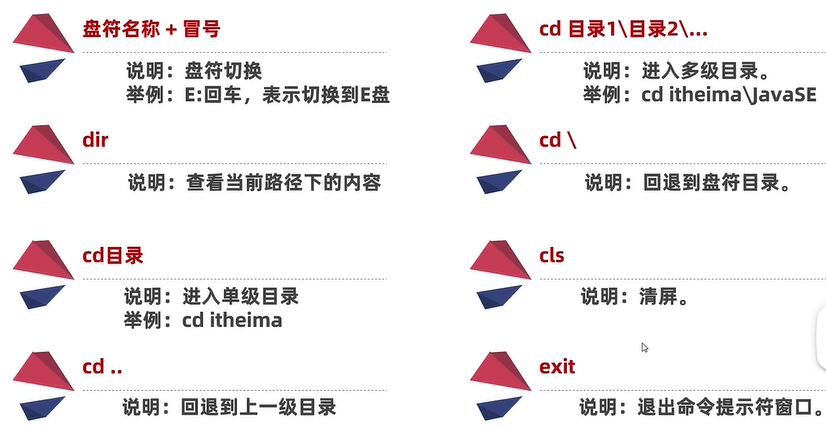 盘符名称 + 冒号
说明：盘符切换
举例：E:回车，表示切换到E盘
dir
说明：查看当前路径下的内容
cd目录
说明：进入单级目录
举例：cd itheima
cd ..
说明：回退到上一级目录
cd 目录1\目录2\...
说明：进入多级目录。
举例：cd itheima\JavaSE
cd \
说明：回退到盘符目录。
cls
说明：清屏。
exit
说明：退出命令提示符窗口。